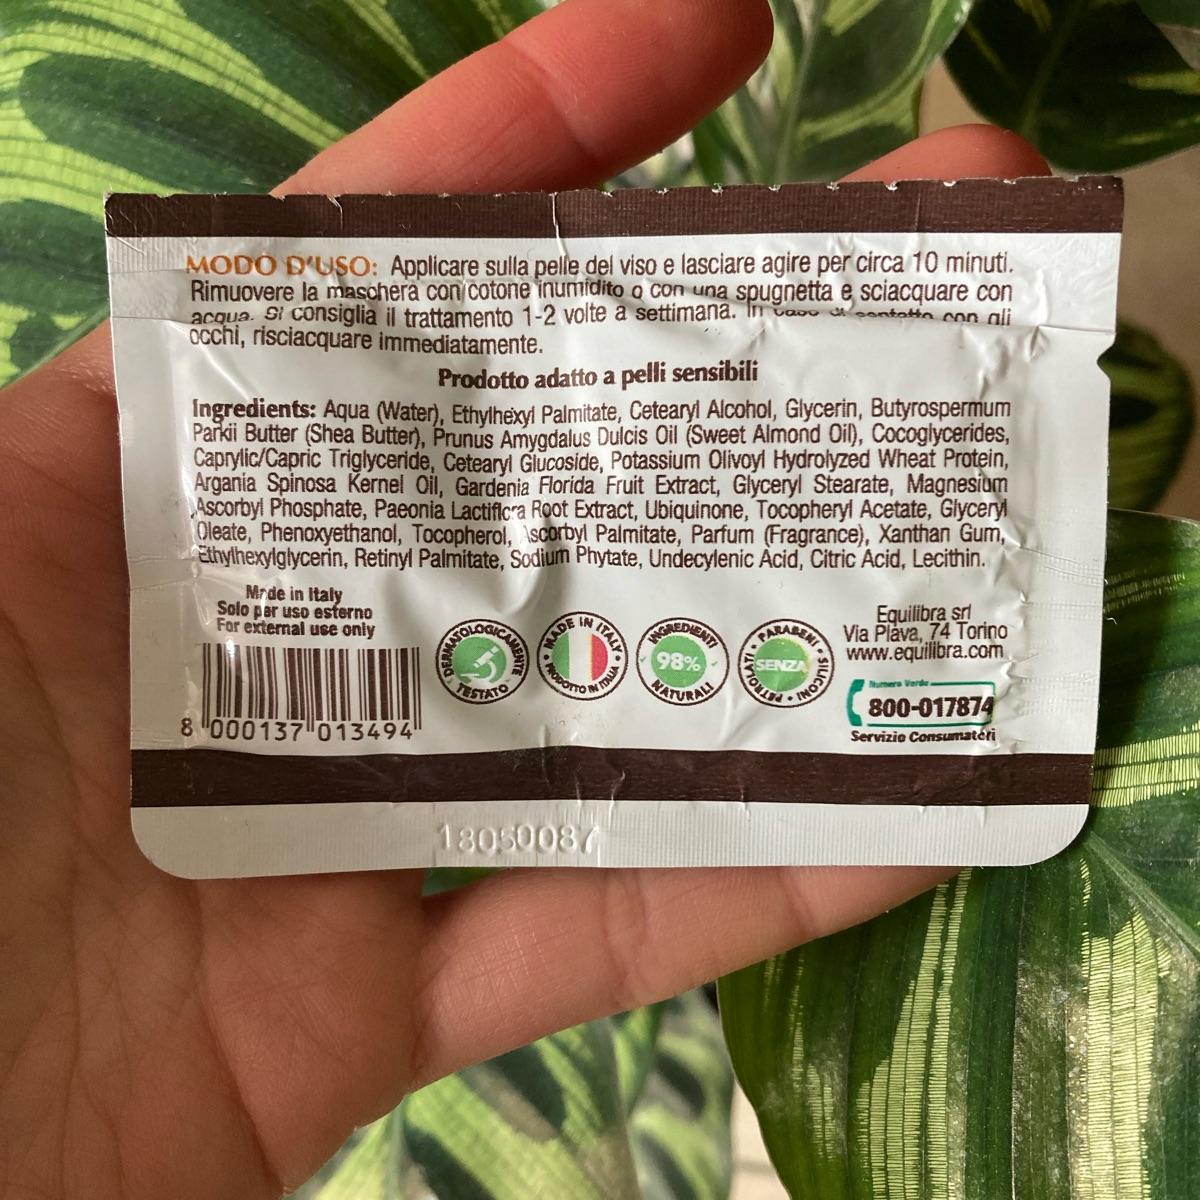 MODO D'USO: Applicare sulla pelle del viso e lasciare agire per circa 10 minuti.
Rimuovere la maschera con cotone inumidito o con una spugnetta e sciacquare con
acqua. Si consiglia il trattamento 1-2 volte a settimana. In caso di contatto con gli
occhi, risciacquare immediatamente.
Prodotto adatto a pelli sensibili
Ingredients: Aqua (Water), Ethylhexyl Palmitate, Cetearyl Alcohol, Glycerin, Butyrospermum
Parkii Butter (Shea Butter), Prunus Amygdalus Dulcis Oil (Sweet Almond Oil), Cocoglycerides,
Caprylic/Capric Triglyceride, Cetearyl Glucoside, Potassium Olivoyl Hydrolyzed Wheat Protein,
Argania Spinosa Kernel Oil, Gardenia Florida Fruit Extract, Glyceryl Stearate, Magnesium
Ascorbyl Phosphate, Paeonia Lactiflora Root Extract, Ubiquinone, Tocopheryl Acetate, Glyceryl
Oleate, Phenoxyethanol, Tocopherol, Ascorbyl Palmitate, Parfum (Fragrance), Xanthan Gum,
Ethylhexylglycerin, Retinyl Palmitate, Sodium Phytate, Undecylenic Acid, Citric Acid, Lecithin.
Made in Italy
Solo per uso esterno
For external use only
8 000137 013494
DERMATOLOGICAMENTE
TESTATO
MADE IN ITALY
PRODOTTO IN ITALIA
INGREDIENTI
98%
NATURALI
SENZA
PARABENI • SILICONI • PETROLATI
Equilibra srl
Via Plava, 74 Torino
www.equilibra.com
Numero Verde
800-017874
Servizio Consumatori
18050087